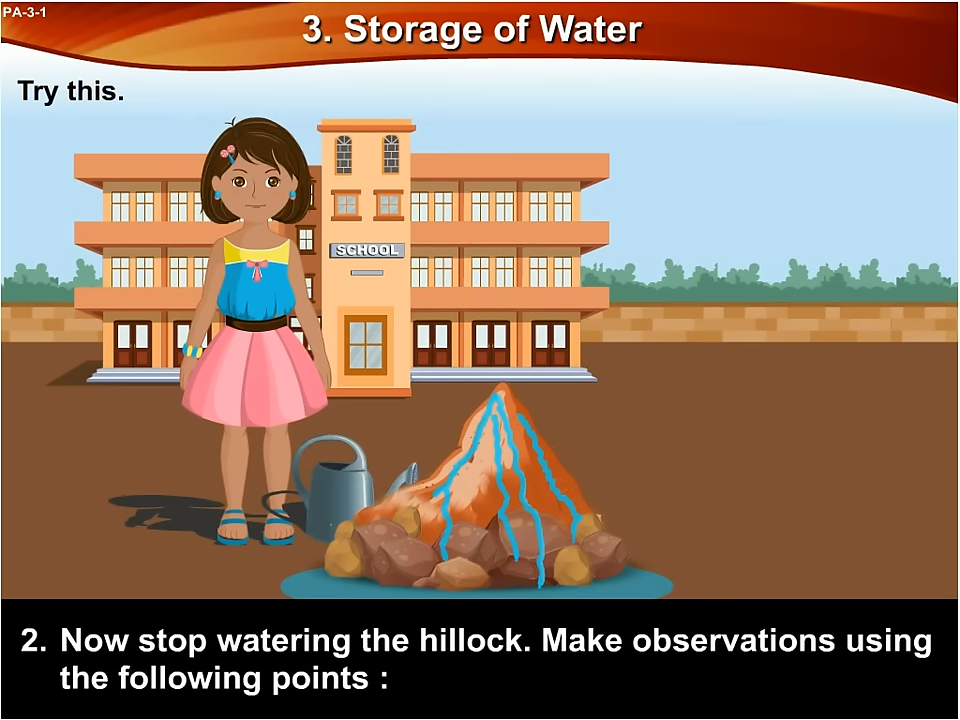 PA-3-1
3. Storage of Water
Try this.
SCHOOL
2. Now stop watering the hillock. Make observations using
the following points :